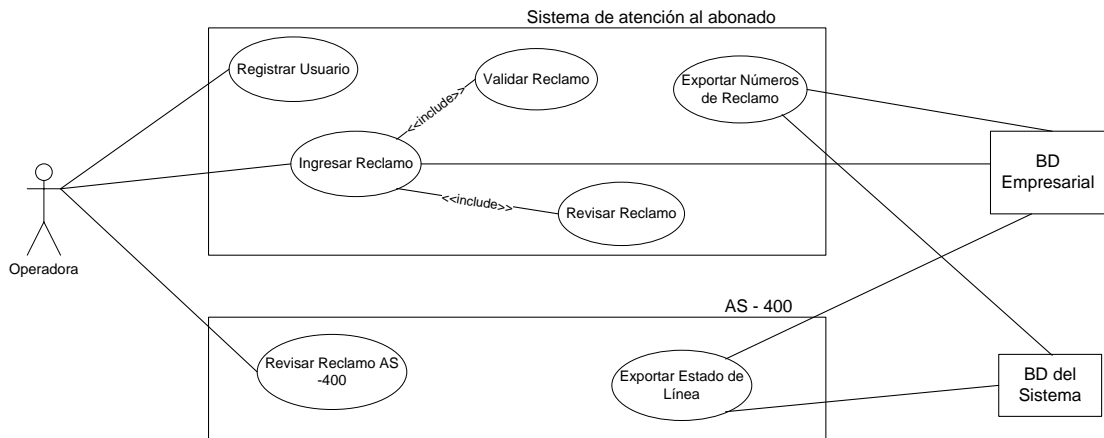 Sistema de atención al abonado
Registrar Usuario
Validar Reclamo
Exportar Números
de Reclamo
<<include>>
Ingresar Reclamo
BD
Empresarial
<<include>>
Revisar Reclamo
Operadora
AS - 400
Revisar Reclamo AS
-400
Exportar Estado de
Línea
BD del
Sistema